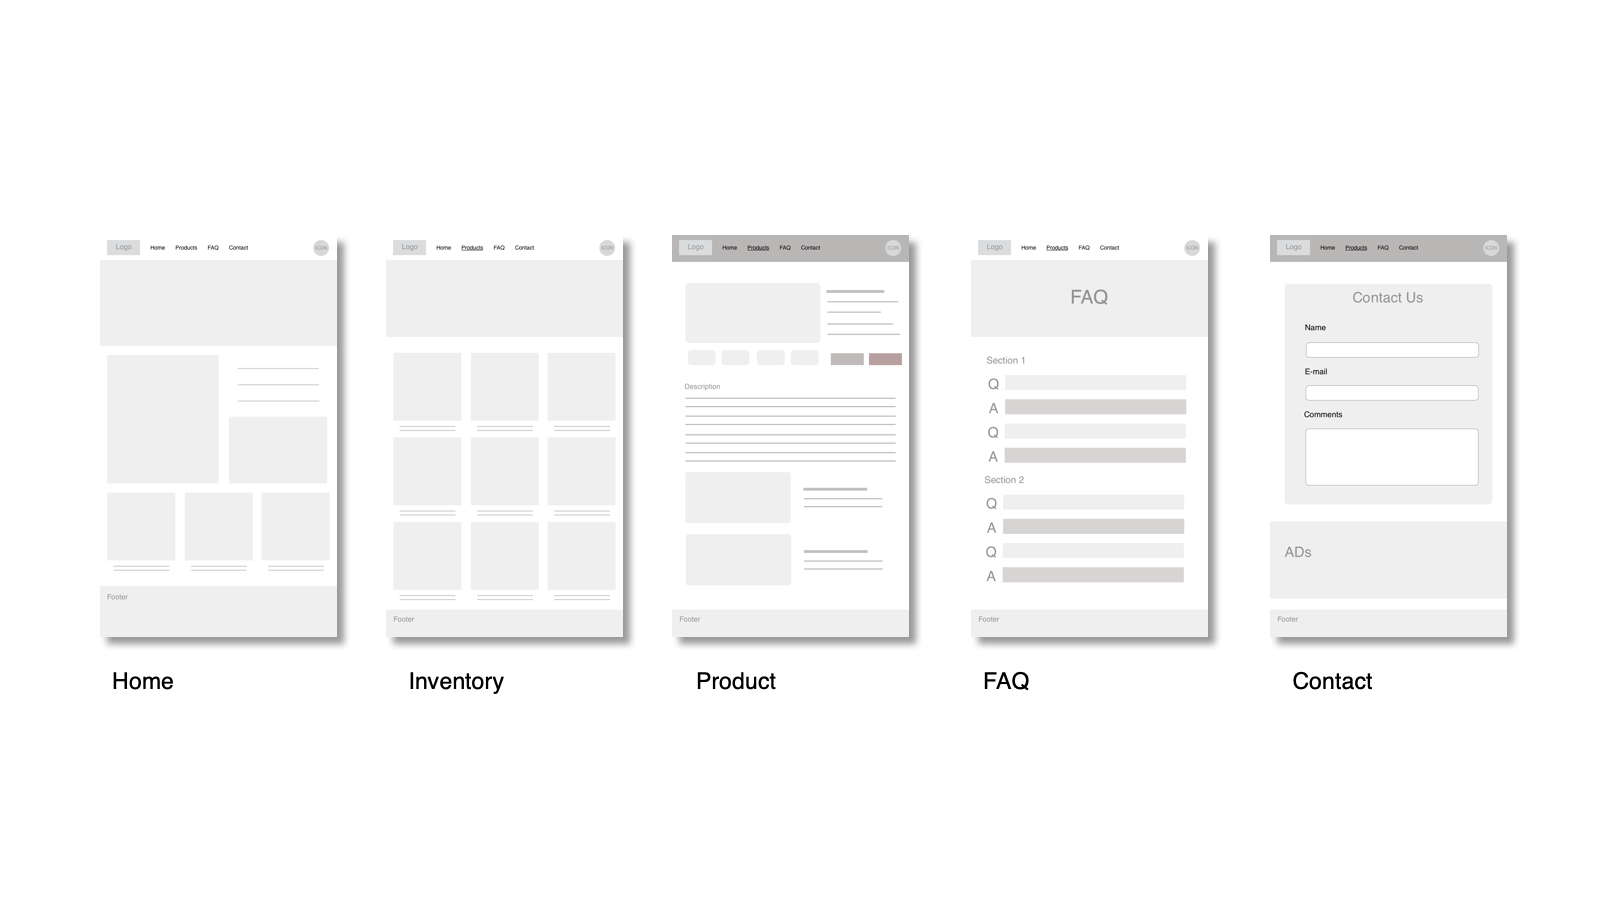 Logo Home Products FAQ Contact ICON
Footer
Home
Logo Home Products FAQ Contact ICON
Footer
Inventory
Logo Home Products FAQ Contact ICON
Description
Footer
Product
Logo Home Products FAQ Contact ICON
FAQ
Section 1
Q
A
Q
A
Section 2
Q
A
Q
A
Footer
FAQ
Logo Home Products FAQ Contact ICON
Contact Us
Name
E-mail
Comments
ADs
Footer
Contact